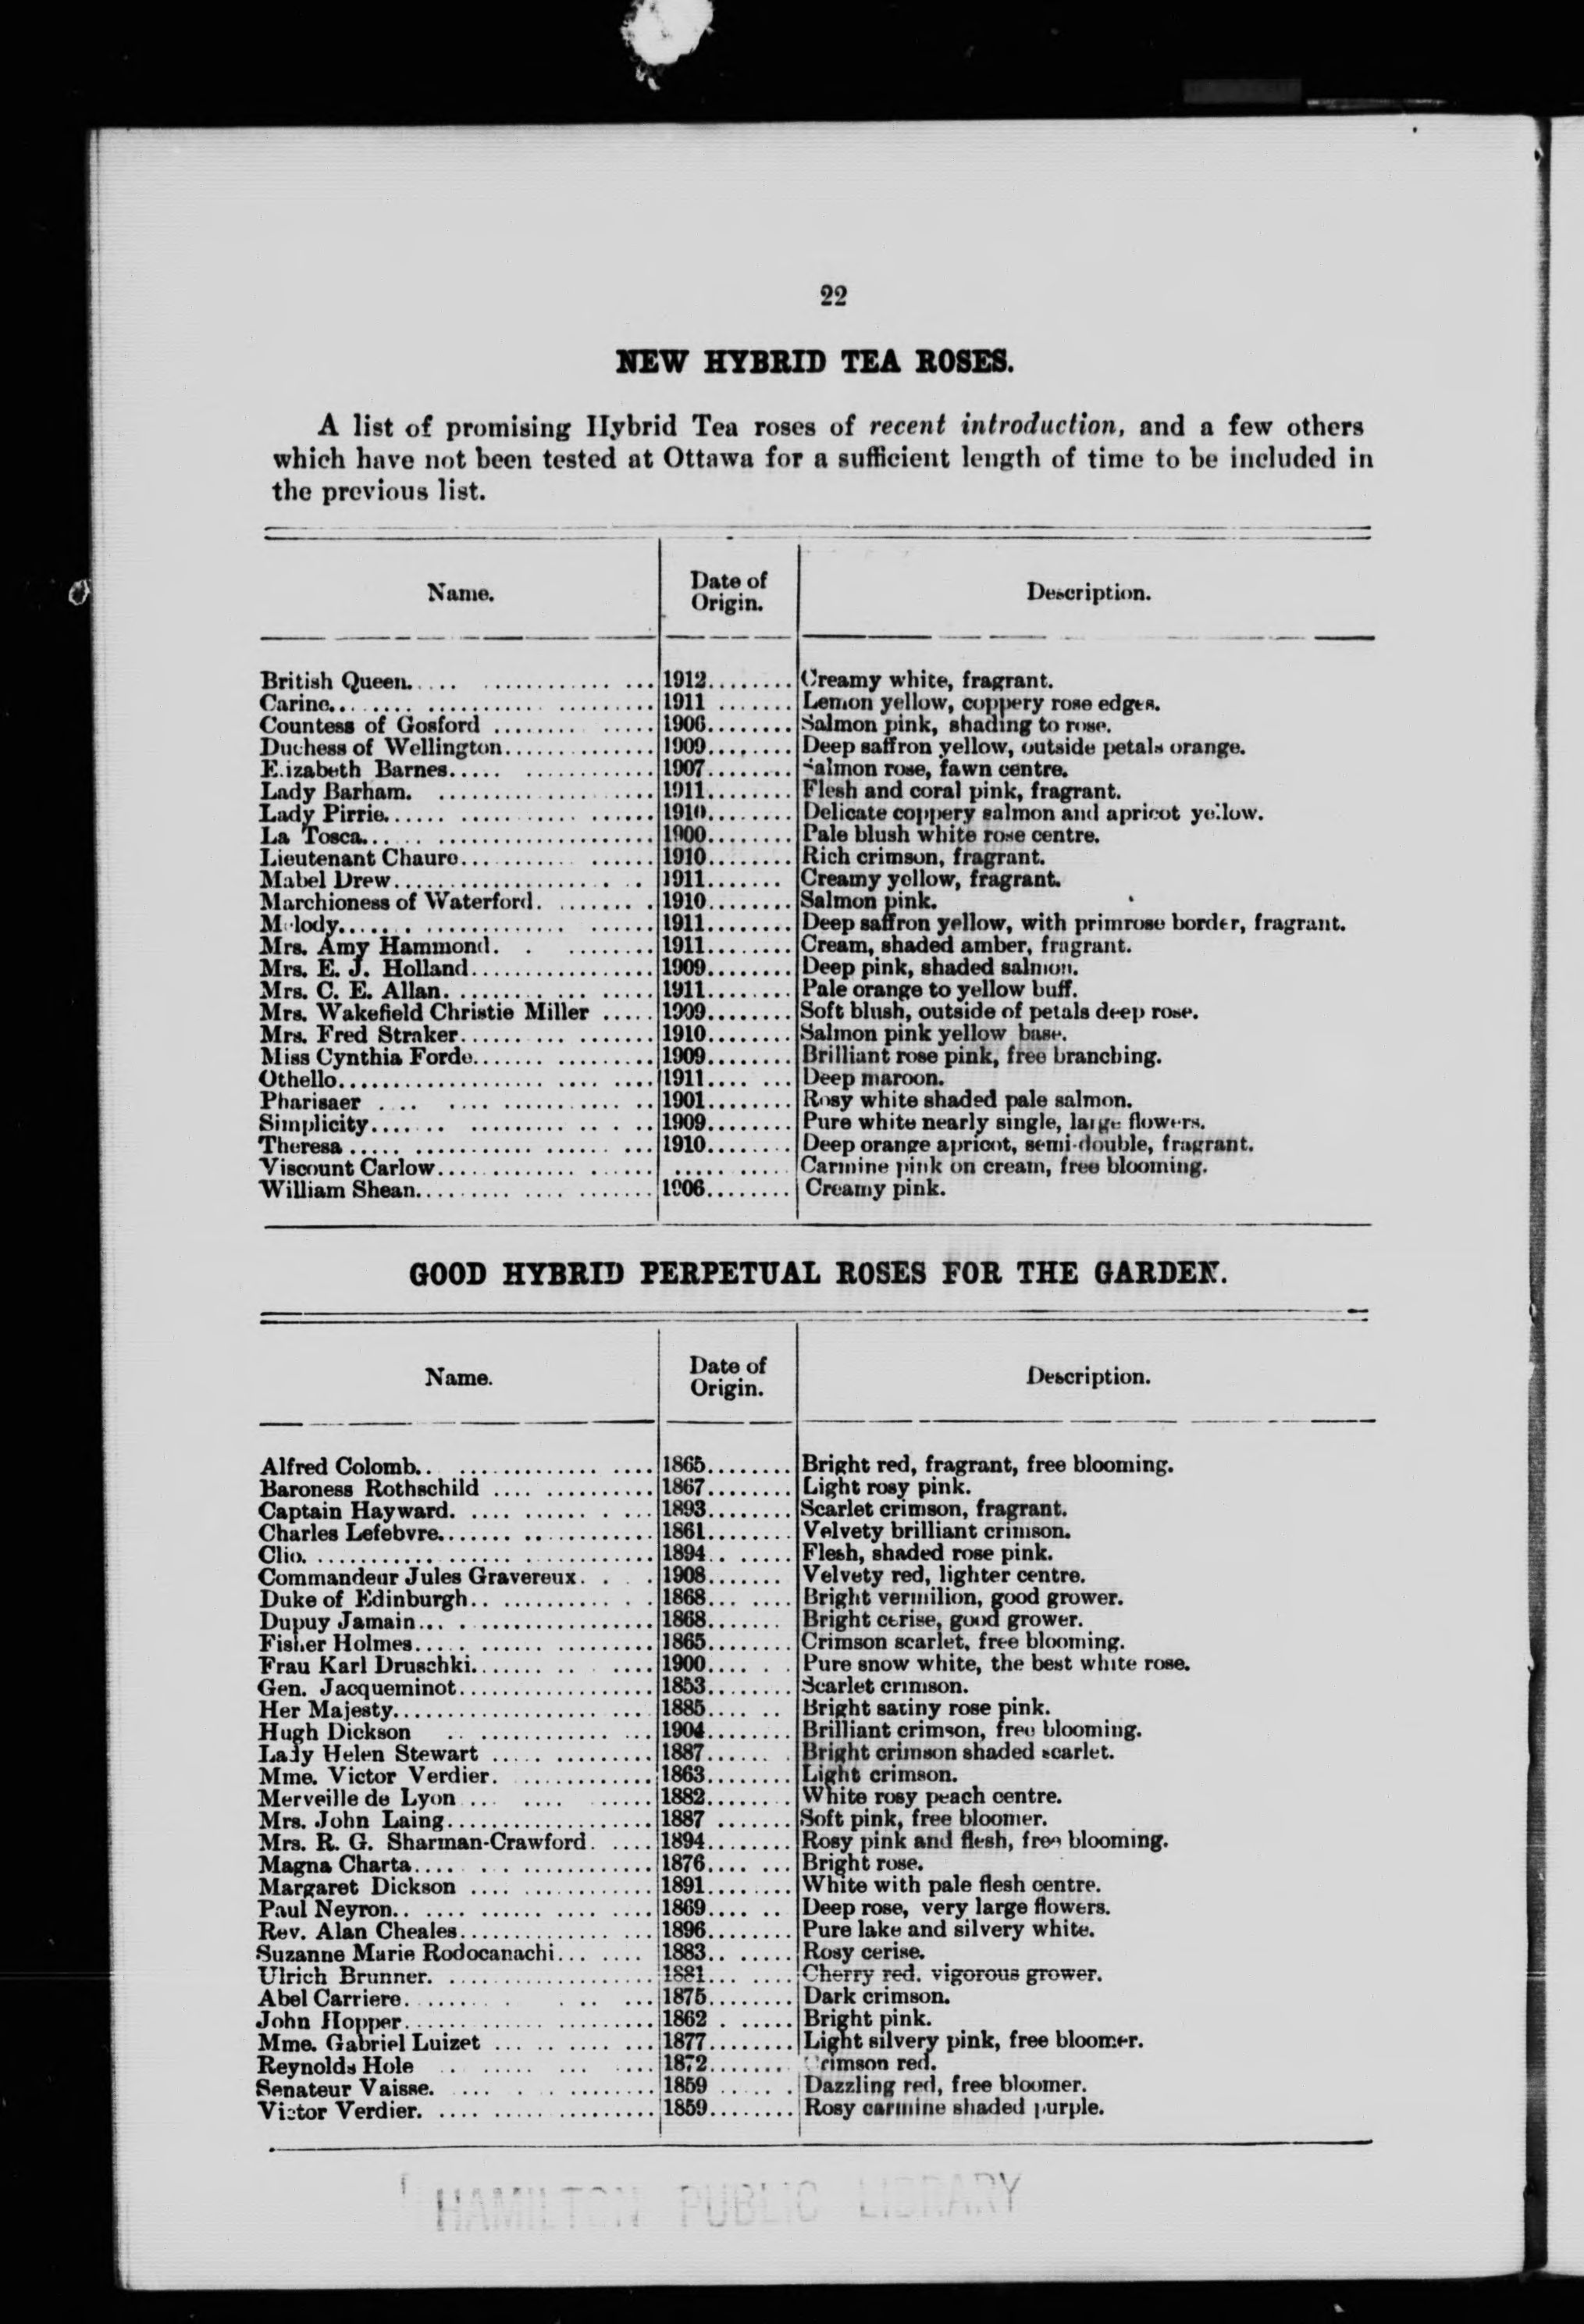 22
NEW HYBRID TEA ROSES.
A list of promising Hybrid Tea roses of recent introduction, and a few others
which have not been tested at Ottawa for a sufficient length of time to be included in
the previous list.
Name. Date of Origin. Description.
British Queen. 1912 Creamy white, fragrant.
Carine 1911 Lemon yellow, coppery rose edges.
Countess of Gosford 1906 Salmon pink, shading to rose.
Duchess of Wellington 1909 Deep saffron yellow, outside petals orange.
Elizabeth Barnes 1907 Salmon rose, fawn centre.
Lady Barham. 1911 Flesh and coral pink, fragrant.
Lady Pirrie 1910 Delicate coppery salmon and apricot yellow.
La Tosca 1900 Pale blush white rose centre.
Lieutenant Chaure 1910 Rich crimson, fragrant.
Mabel Drew 1911 Creamy yellow, fragrant.
Marchioness of Waterford. 1910 Salmon pink.
Melody 1911 Deep saffron yellow, with primrose border, fragrant.
Mrs. Amy Hammond. 1911 Cream, shaded amber, fragrant.
Mrs. E. J. Holland 1909 Deep pink, shaded salmon.
Mrs. C. E. Allan. 1911 Pale orange to yellow buff.
Mrs. Wakefield Christie Miller 1909 Soft blush, outside of petals deep rose.
Mrs. Fred Straker 1910 Salmon pink yellow base.
Miss Cynthia Forde 1909 Brilliant rose pink, free branching.
Othello 1911 Deep maroon.
Pharisaer 1901 Rosy white shaded pale salmon.
Simplicity 1909 Pure white nearly single, large flowers.
Theresa 1910 Deep orange apricot, semi-double, fragrant.
Viscount Carlow Carmine pink on cream, free blooming.
William Shean 1906 Creamy pink.
GOOD HYBRID PERPETUAL ROSES FOR THE GARDEN.
Name. Date of Origin. Description.
Alfred Colomb 1865 Bright red, fragrant, free blooming.
Baroness Rothschild 1867 Light rosy pink.
Captain Hayward. 1893 Scarlet crimson, fragrant.
Charles Lefebvre 1861 Velvety brilliant crimson.
Clio. 1894 Flesh, shaded rose pink.
Commandeur Jules Gravereux. 1908 Velvety red, lighter centre.
Duke of Edinburgh 1868 Bright vermilion, good grower.
Dupuy Jamain 1868 Bright cerise, good grower.
Fisher Holmes 1865 Crimson scarlet, free blooming.
Frau Karl Druschki 1900 Pure snow white, the best white rose.
Gen. Jacqueminot 1853 Scarlet crimson.
Her Majesty 1885 Bright satiny rose pink.
Hugh Dickson 1904 Brilliant crimson, free blooming.
Lady Helen Stewart 1887 Bright crimson shaded scarlet.
Mme. Victor Verdier. 1863 Light crimson.
Merveille de Lyon 1882 White rosy peach centre.
Mrs. John Laing 1887 Soft pink, free bloomer.
Mrs. R. G. Sharman-Crawford 1894 Rosy pink and flesh, free blooming.
Magna Charta 1876 Bright rose.
Margaret Dickson 1891 White with pale flesh centre.
Paul Neyron 1869 Deep rose, very large flowers.
Rev. Alan Cheales 1896 Pure lake and silvery white.
Suzanne Marie Rodocanachi 1883 Rosy cerise.
Ulrich Brunner. 1881 Cherry red. vigorous grower.
Abel Carriere 1875 Dark crimson.
John Hopper 1862 Bright pink.
Mme. Gabriel Luizet 1877 Light silvery pink, free bloomer.
Reynolds Hole 1872 Crimson red.
Senateur Vaisse. 1859 Dazzling red, free bloomer.
Victor Verdier. 1859 Rosy carmine shaded purple.
HAMILTON PUBLIC LIBRARY